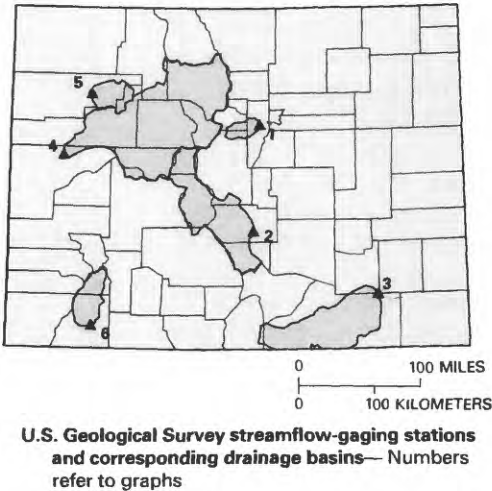 5
1
4
2
3
6
0 100 MILES
0 100 KILOMETERS
U.S. Geological Survey streamflow-gaging stations
and corresponding drainage basins— Numbers
refer to graphs